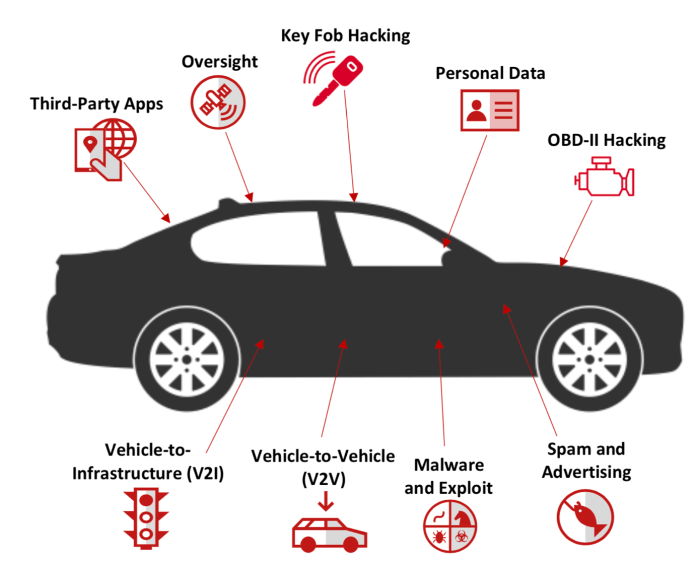 Key Fob Hacking
Oversight
Personal Data
Third-Party Apps
OBD-II Hacking
Vehicle-to-
Infrastructure (V2I)
Vehicle-to-Vehicle
(V2V)
Malware
and Exploit
Spam and
Advertising